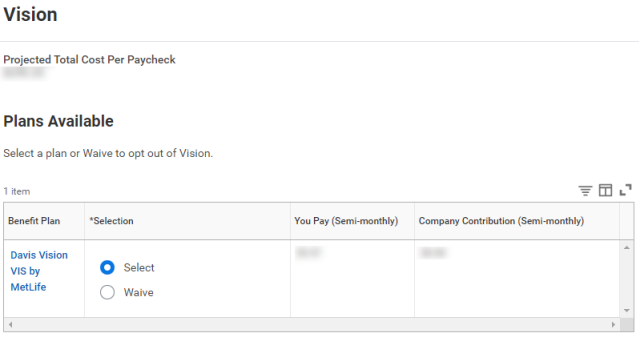 Vision
Projected Total Cost Per Paycheck
Plans Available
Select a plan or Waive to opt out of Vision.
1 item
Benefit Plan
*Selection
You Pay (Semi-monthly)
Company Contribution (Semi-monthly)
Davis Vision
VIS by
MetLife
Select
Waive